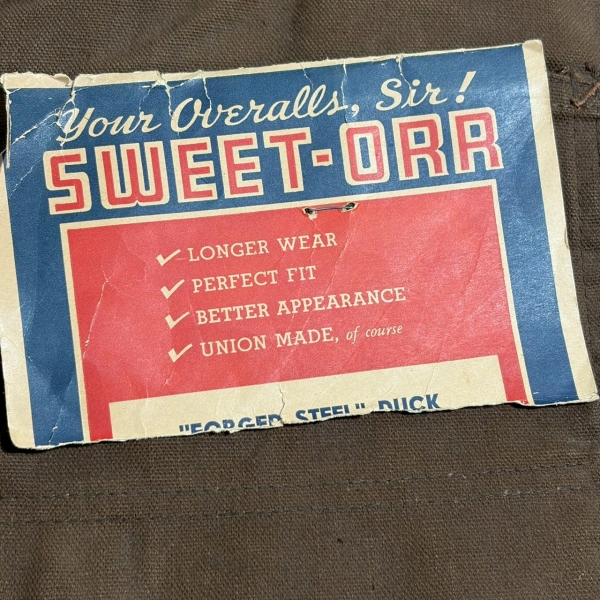 Your Overalls, Sir!
SWEET-ORR
✓ LONGER WEAR
✓ PERFECT FIT
✓ BETTER APPEARANCE
✓ UNION MADE, of course
"FORGED STEEL" DUCK